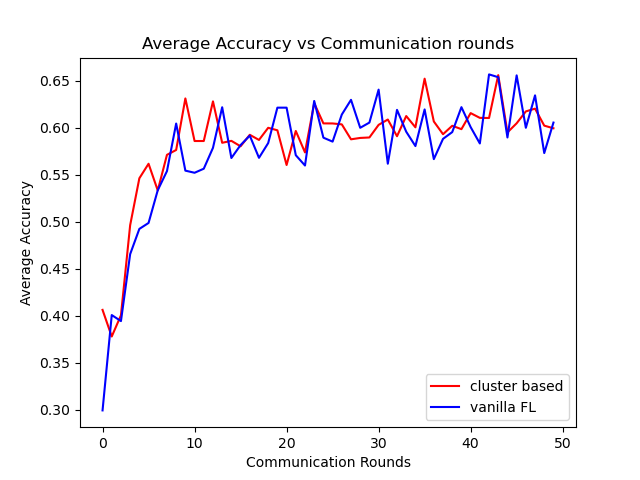 Average Accuracy vs Communication rounds
Average Accuracy
0.65
0.60
0.55
0.50
0.45
0.40
0.35
0.30
cluster based
vanilla FL
0 10 20 30 40 50
Communication Rounds